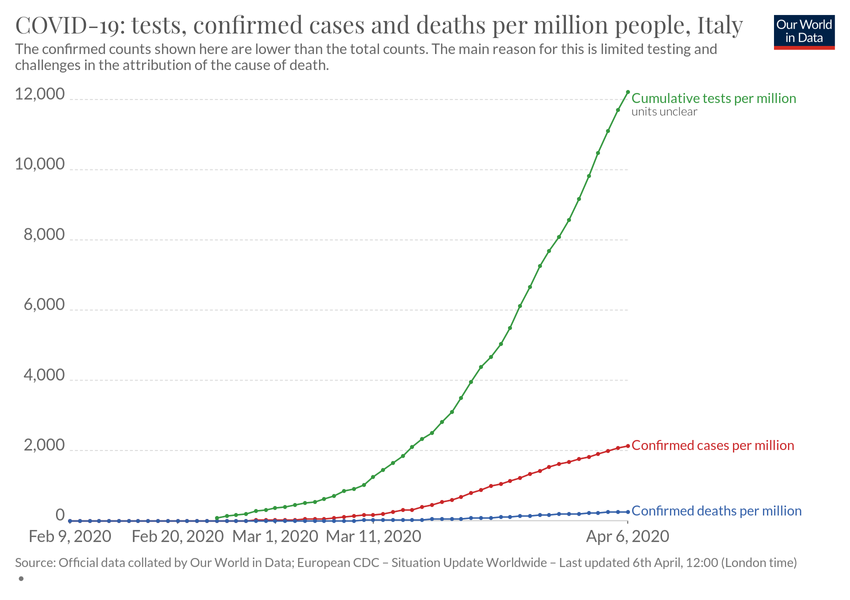 COVID-19: tests, confirmed cases and deaths per million people, Italy
Our World
in Data
The confirmed counts shown here are lower than the total counts. The main reason for this is limited testing and
challenges in the attribution of the cause of death.
12,000
10,000
8,000
6,000
4,000
2,000
0
Cumulative tests per million
units unclear
Confirmed cases per million
Confirmed deaths per million
Feb 9, 2020 Feb 20, 2020 Mar 1, 2020 Mar 11, 2020 Apr 6, 2020
Source: Official data collated by Our World in Data; European CDC – Situation Update Worldwide – Last updated 6th April, 12:00 (London time)
•